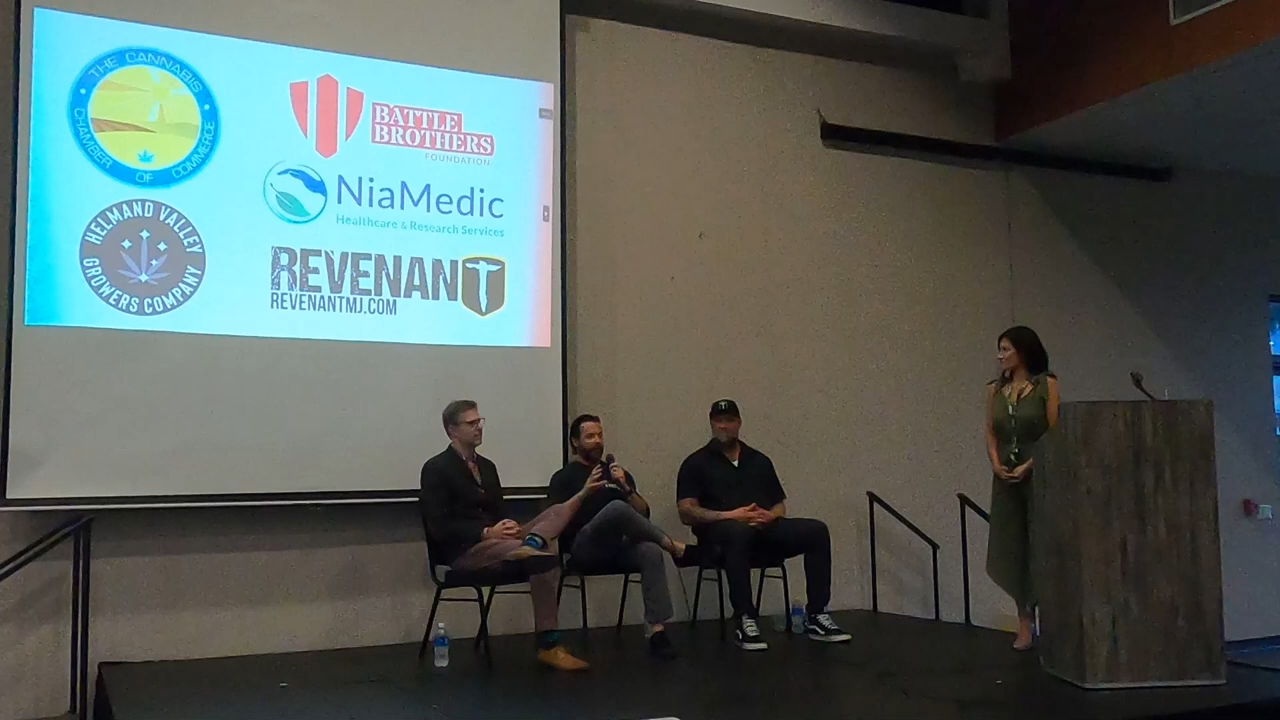 THE CANNABIS
CHAMBER OF COMMERCE
BATTLE
BROTHERS
FOUNDATION
NiaMedic
Healthcare & Research Services
HELMAND VALLEY
GROWERS COMPANY
REVENANT
REVENANTMJ.COM